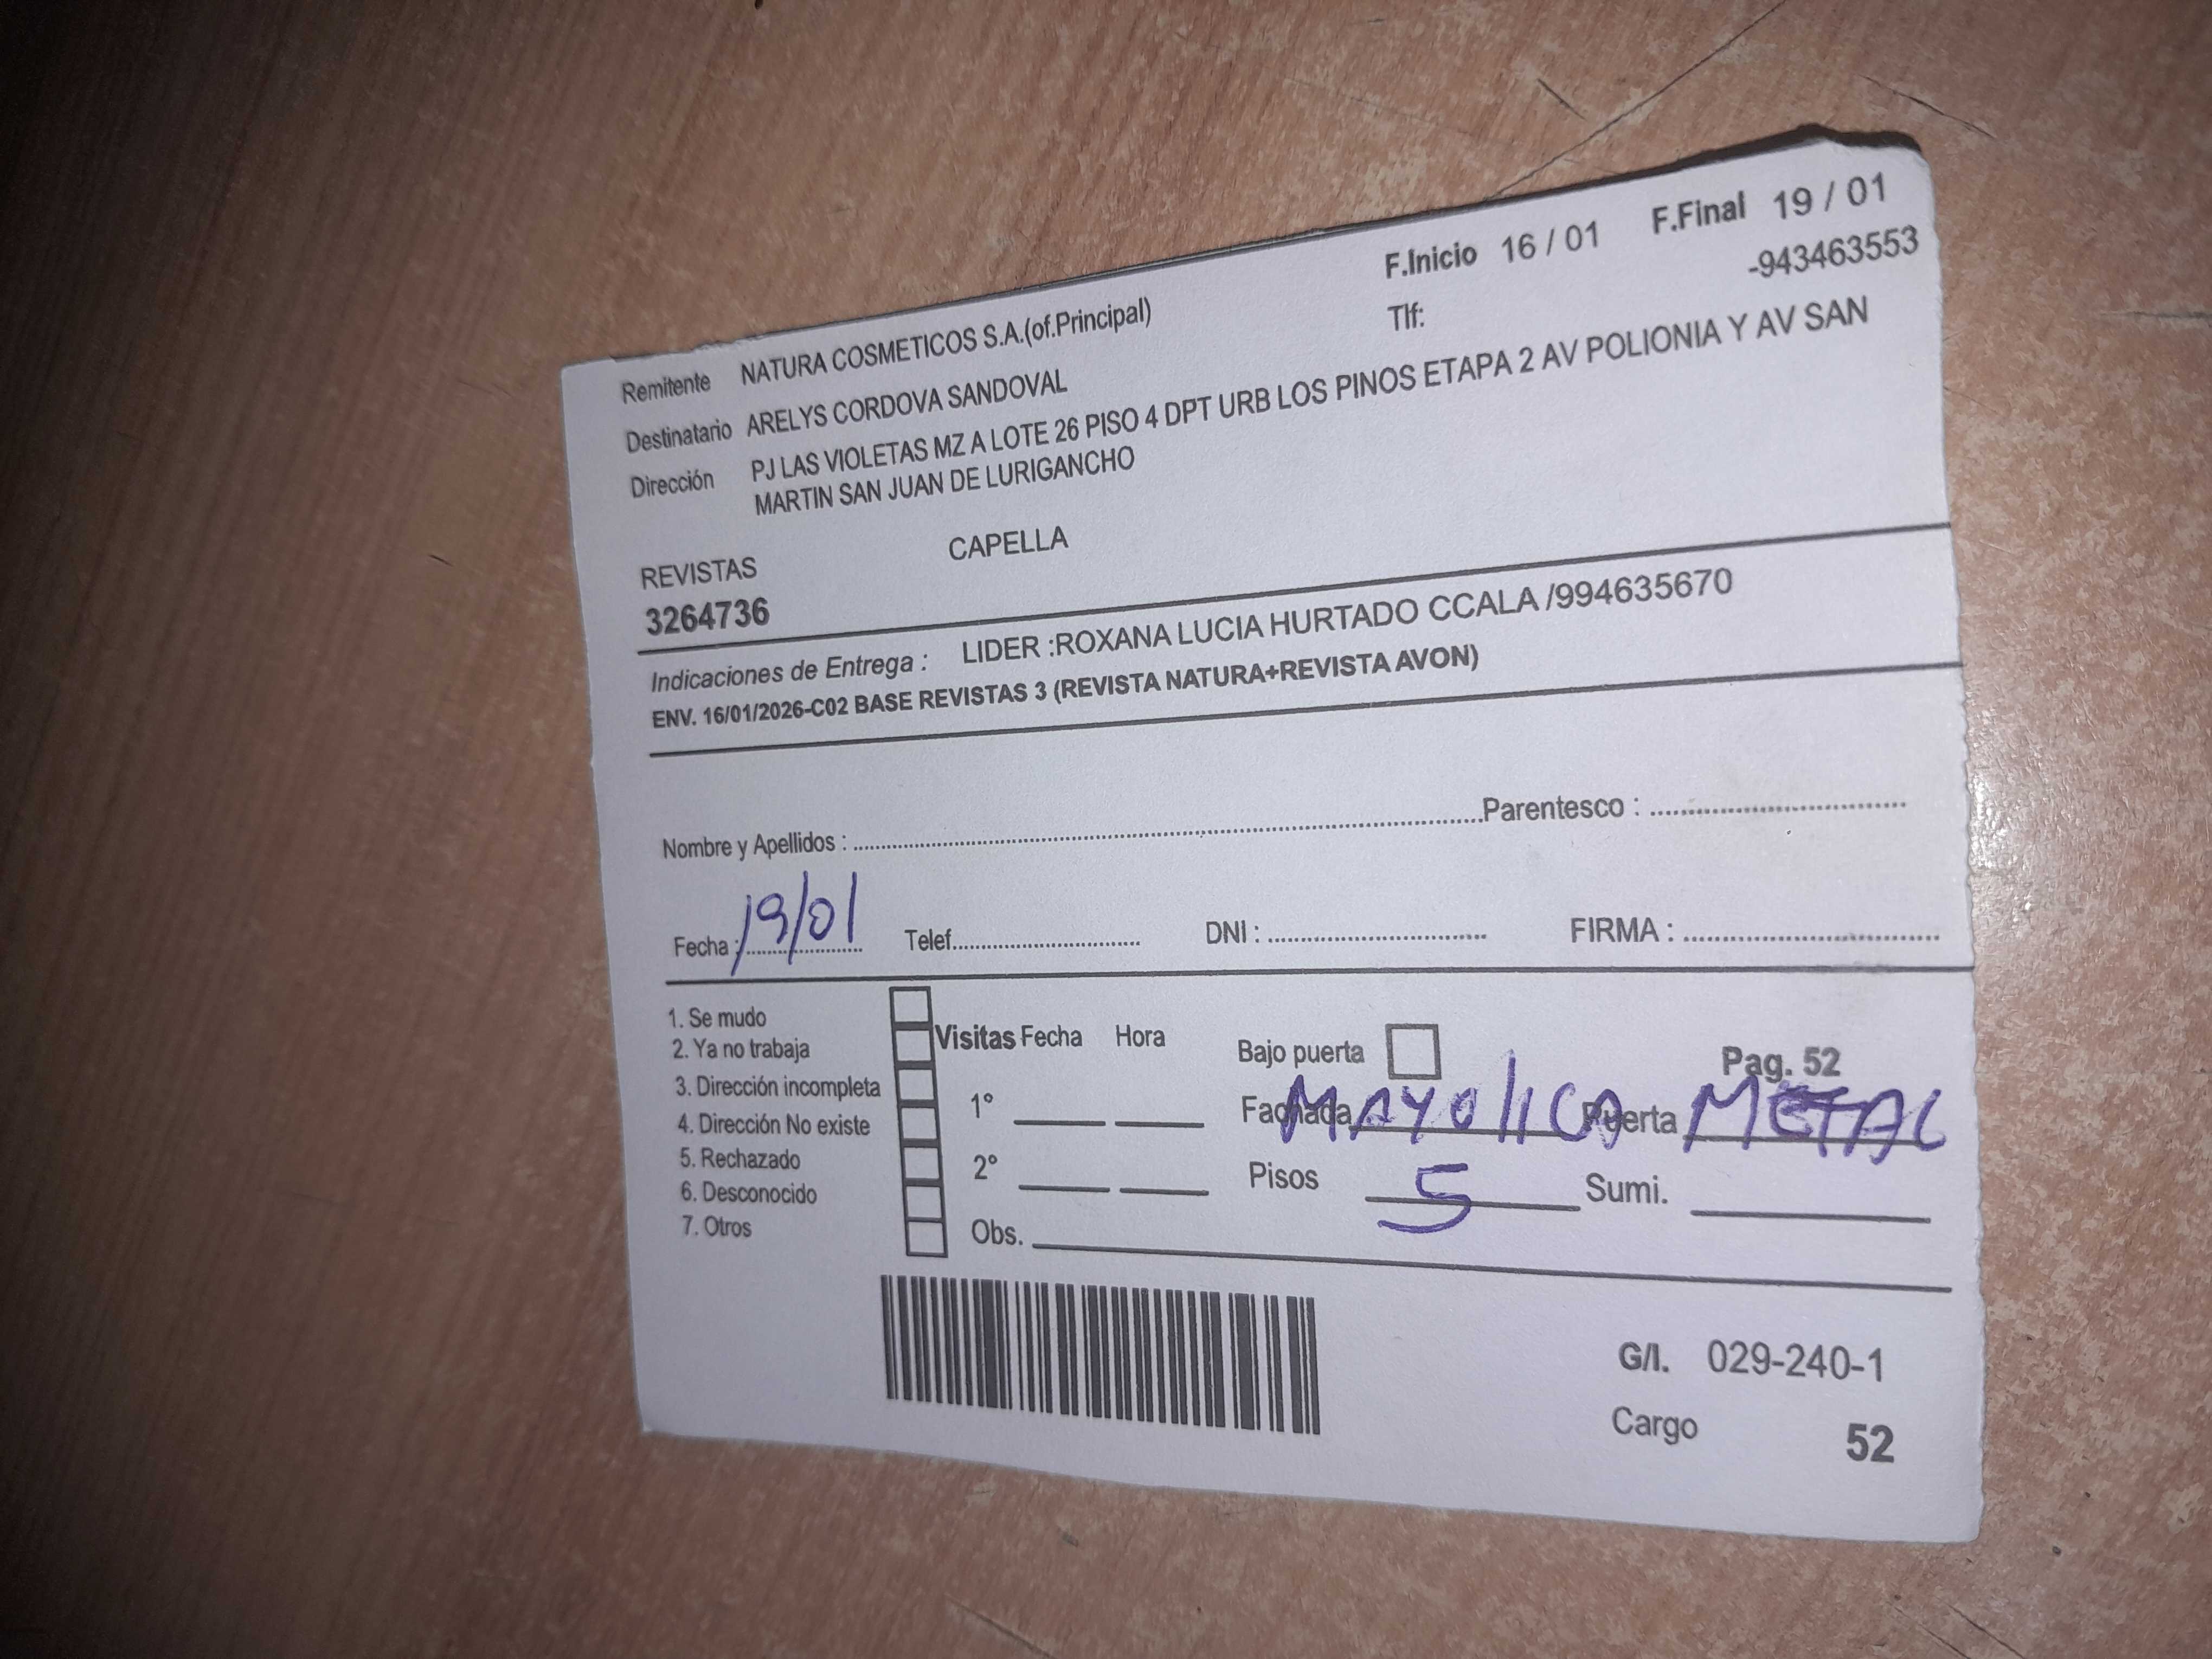 F.Inicio 16 / 01 F.Final 19 / 01
Remitente NATURA COSMETICOS S.A.(of.Principal) Tlf: -943463553
Destinatario ARELYS CORDOVA SANDOVAL
Dirección PJ LAS VIOLETAS MZ A LOTE 26 PISO 4 DPT URB LOS PINOS ETAPA 2 AV POLIONIA Y AV SAN
MARTIN SAN JUAN DE LURIGANCHO
REVISTAS CAPELLA
3264736
Indicaciones de Entrega : LIDER :ROXANA LUCIA HURTADO CCALA /994635670
ENV. 16/01/2026-C02 BASE REVISTAS 3 (REVISTA NATURA+REVISTA AVON)
Nombre y Apellidos : Parentesco :
Fecha : 19/01 Telef. DNI : FIRMA :
1. Se mudo
2. Ya no trabaja
3. Dirección incompleta
4. Dirección No existe
5. Rechazado
6. Desconocido
7. Otros
Visitas Fecha Hora
1°
2°
Obs.
Bajo puerta Pag. 52
Fachada MAYOlICA Puerta METAL
Pisos 5 Sumi.
G/I. 029-240-1
Cargo 52